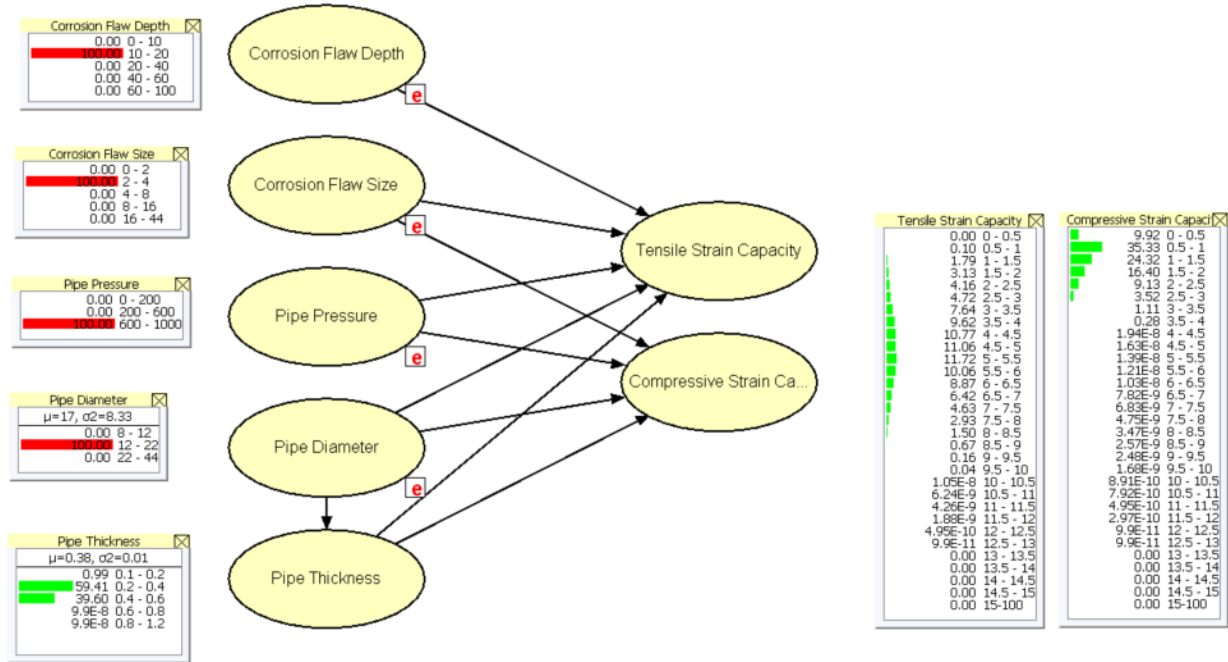 Corrosion Flaw Depth
0.00 0 - 10
100.00 10 - 20
0.00 20 - 40
0.00 40 - 60
0.00 60 - 100
Corrosion Flaw Depth
e
Corrosion Flaw Size
0.00 0 - 2
100.00 2 - 4
0.00 4 - 8
0.00 8 - 16
0.00 16 - 44
Corrosion Flaw Size
e
Pipe Pressure
0.00 0 - 200
0.00 200 - 600
100.00 600 - 1000
Pipe Pressure
e
Pipe Diameter
μ=17, σ2=8.33
0.00 8 - 12
100.00 12 - 22
0.00 22 - 44
Pipe Diameter
e
Pipe Thickness
μ=0.38, σ2=0.01
0.99 0.1 - 0.2
59.41 0.2 - 0.4
39.60 0.4 - 0.6
9.9E-8 0.6 - 0.8
9.9E-8 0.8 - 1.2
Pipe Thickness
Tensile Strain Capacity
Compressive Strain Ca...
Tensile Strain Capacity
0.00 0 - 0.5
0.10 0.5 - 1
1.79 1 - 1.5
3.13 1.5 - 2
4.16 2 - 2.5
4.72 2.5 - 3
7.64 3 - 3.5
9.62 3.5 - 4
10.77 4 - 4.5
11.06 4.5 - 5
11.72 5 - 5.5
10.06 5.5 - 6
8.87 6 - 6.5
6.42 6.5 - 7
4.63 7 - 7.5
2.93 7.5 - 8
1.50 8 - 8.5
0.67 8.5 - 9
0.16 9 - 9.5
0.04 9.5 - 10
1.05E-8 10 - 10.5
6.24E-9 10.5 - 11
4.26E-9 11 - 11.5
1.88E-9 11.5 - 12
4.95E-10 12 - 12.5
9.9E-11 12.5 - 13
0.00 13 - 13.5
0.00 13.5 - 14
0.00 14 - 14.5
0.00 14.5 - 15
0.00 15-100
Compressive Strain Capaci
9.92 0 - 0.5
35.33 0.5 - 1
24.32 1 - 1.5
16.40 1.5 - 2
9.13 2 - 2.5
3.52 2.5 - 3
1.11 3 - 3.5
0.28 3.5 - 4
1.94E-8 4 - 4.5
1.63E-8 4.5 - 5
1.39E-8 5 - 5.5
1.21E-8 5.5 - 6
1.03E-8 6 - 6.5
7.82E-9 6.5 - 7
6.83E-9 7 - 7.5
4.75E-9 7.5 - 8
3.47E-9 8 - 8.5
2.57E-9 8.5 - 9
2.48E-9 9 - 9.5
1.68E-9 9.5 - 10
8.91E-10 10 - 10.5
7.92E-10 10.5 - 11
4.95E-10 11 - 11.5
2.97E-10 11.5 - 12
9.9E-11 12 - 12.5
9.9E-11 12.5 - 13
0.00 13 - 13.5
0.00 13.5 - 14
0.00 14 - 14.5
0.00 14.5 - 15
0.00 15-100